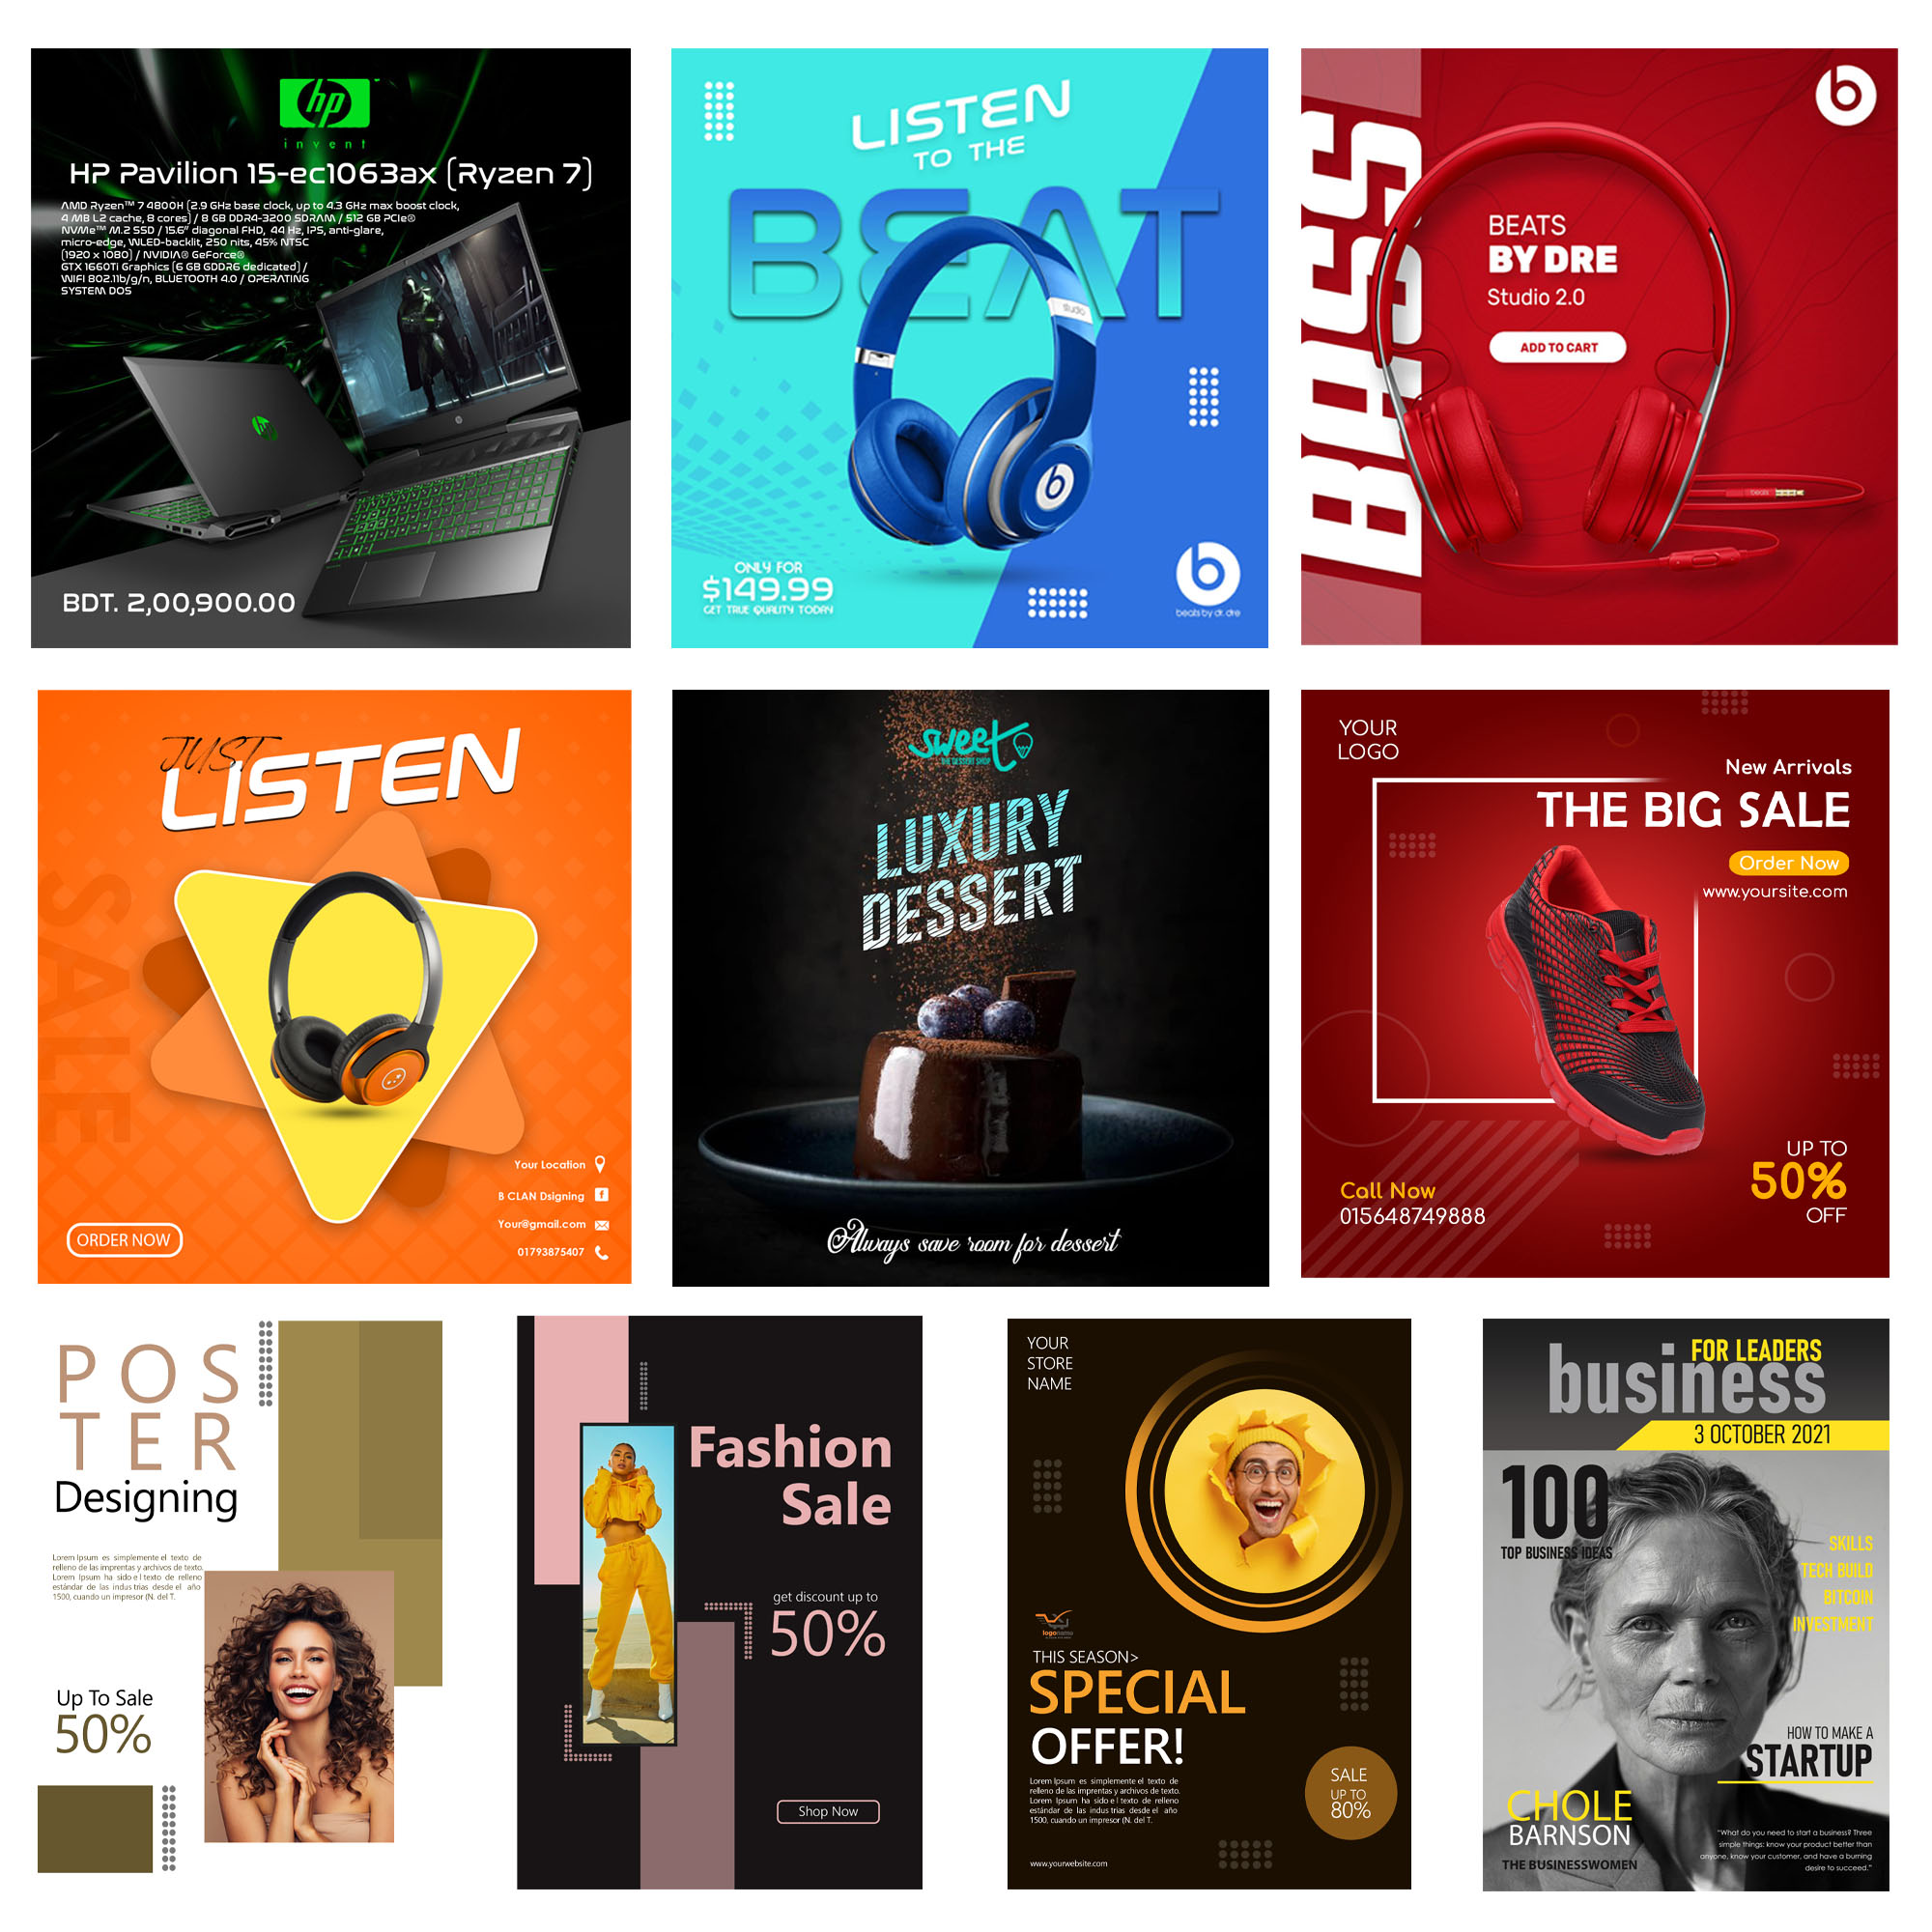 hp
invent
HP Pavilion 15-ec1063ax (Ryzen 7)
AMD Ryzen™ 7 4800H (2.9 GHz base clock, up to 4.3 GHz max boost clock,
4 MB L2 cache, 8 cores) / 8 GB DDR4-3200 SDRAM / 512 GB PCIe®
NVMe™ M.2 SSD / 15.6" diagonal FHD, 44 Hz, IPS, anti-glare,
micro-edge, WLED-backlit, 250 nits, 45% NTSC
(1920 x 1080) / NVIDIA® GeForce®
GTX 1660Ti Graphics (6 GB GDDR6 dedicated) /
WIFI 802.11b/g/n, BLUETOOTH 4.0 / OPERATING
SYSTEM DOS
BDT. 2,00,900.00
LISTEN
TO THE
BEAT
studio
b
ONLY FOR
$149.99
GET TRUE QUALITY TODAY
b
beats by dr. dre
b
BASS
BEATS
BY DRE
Studio 2.0
ADD TO CART
beats
JUST
LISTEN
SALE
Your Location
B CLAN Dsigning
Your@gmail.com
01793875407
ORDER NOW
sweet
THE DESSERT SHOP
LUXURY
DESSERT
Always save room for dessert
YOUR
LOGO
New Arrivals
THE BIG SALE
Order Now
www.yoursite.com
Call Now
015648749888
UP TO
50%
OFF
POS
TER
Designing
Lorem Ipsum es simplemente el texto de
relleno de las imprentas y archivos de texto.
Lorem Ipsum ha sido el texto de relleno
estándar de las indus trias desde el año
1500, cuando un impresor (N. del T.
Up To Sale
50%
Fashion
Sale
get discount up to
50%
Shop Now
YOUR
STORE
NAME
logoname
THIS SEASON>
SPECIAL
OFFER!
Lorem Ipsum es simplemente el texto de
relleno de las imprentas y archivos de texto.
Lorem Ipsum ha sido el texto de relleno
estándar de las indus trias desde el año
1500, cuando un impresor (N. del T.
SALE
UP TO
80%
www.yourwebsite.com
FOR LEADERS
business
3 OCTOBER 2021
100
TOP BUSINESS IDEAS
SKILLS
TECH BUILD
BITCOIN
INVESTMENT
HOW TO MAKE A
STARTUP
CHOLE
BARNSON
THE BUSINESSWOMEN
"What do you need to start a business? Three
simple things: know your product better than
anyone, know your customer, and have a burning
desire to succeed."